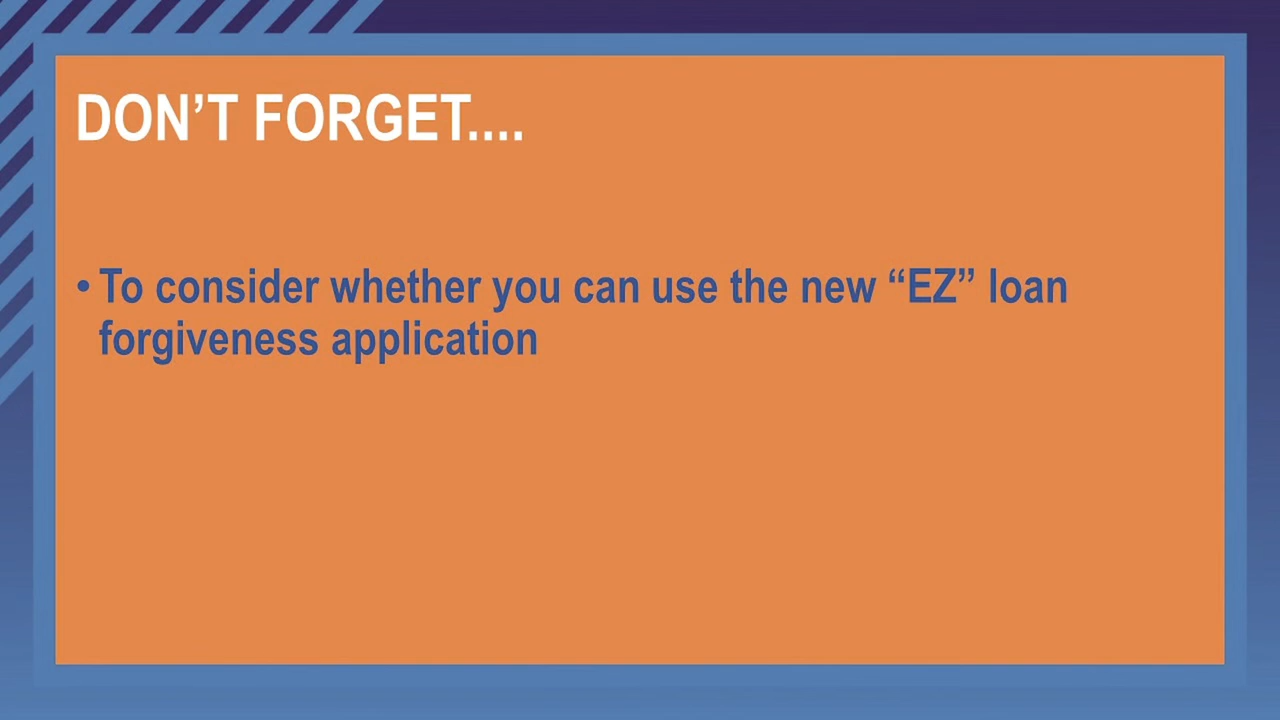 DON’T FORGET....
• To consider whether you can use the new “EZ” loan
forgiveness application